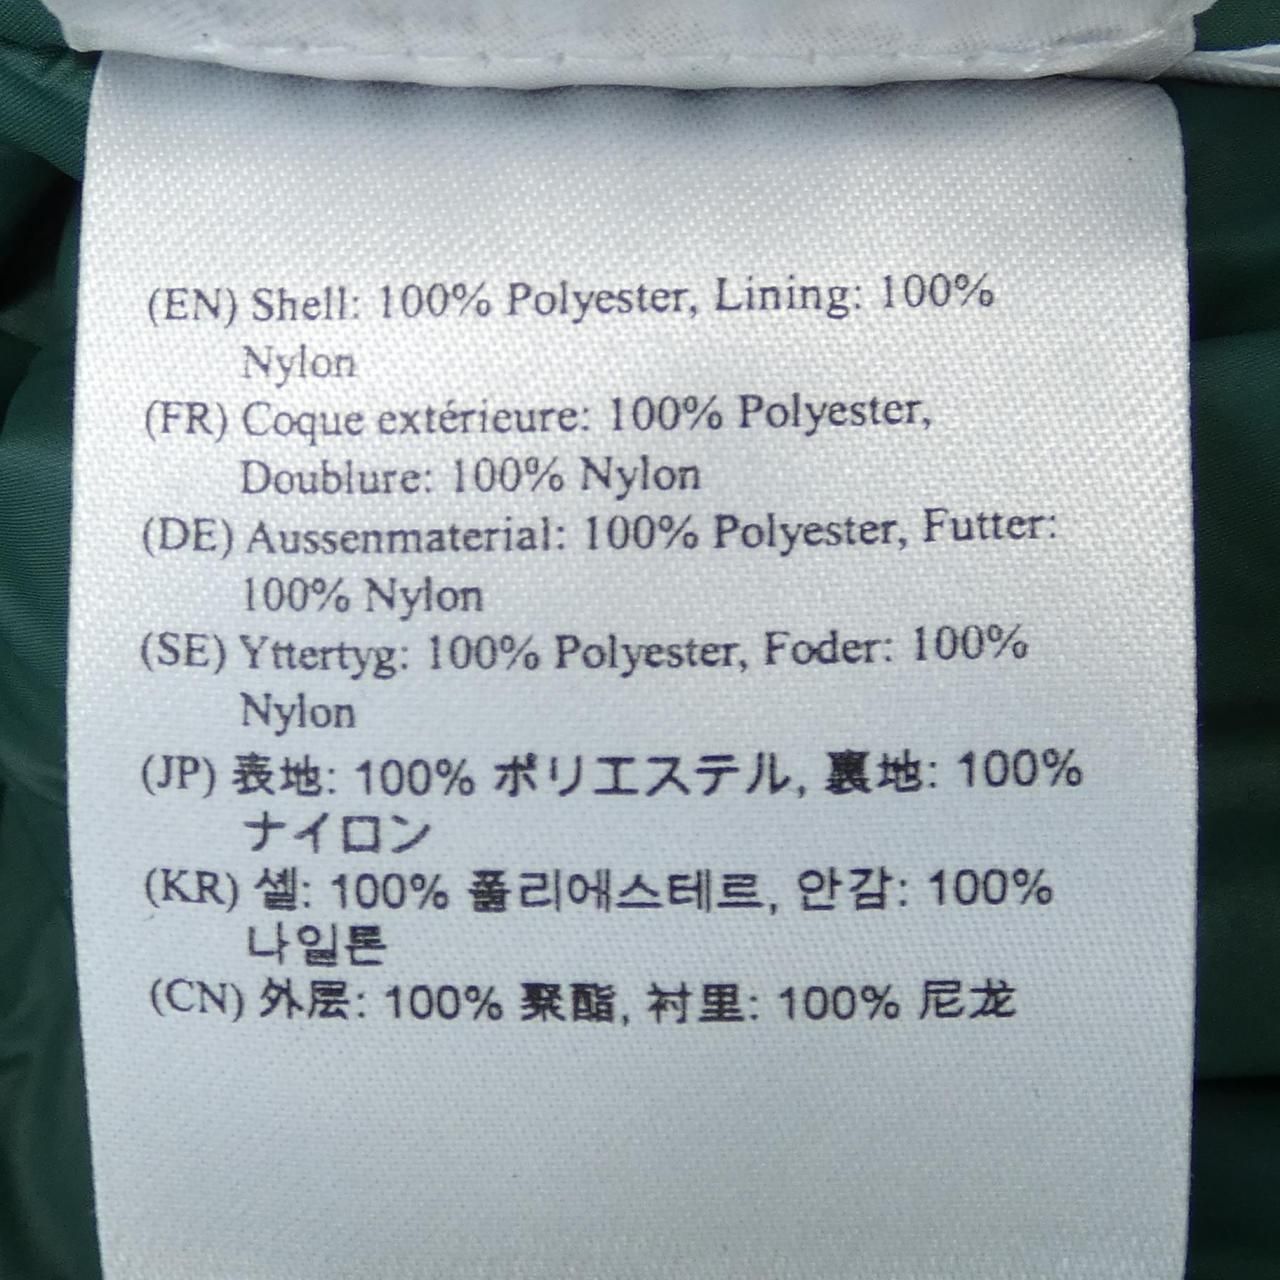 (EN) Shell: 100% Polyester, Lining: 100%
Nylon
(FR) Coque extérieure: 100% Polyester,
Doublure: 100% Nylon
(DE) Aussenmaterial: 100% Polyester, Futter:
100% Nylon
(SE) Yttertyg: 100% Polyester, Foder: 100%
Nylon
(JP) 表地: 100% ポリエステル, 裏地: 100%
ナイロン
(KR) 셸: 100% 폴리에스테르, 안감: 100%
나일론
(CN) 外层: 100% 聚酯, 衬里: 100% 尼龙